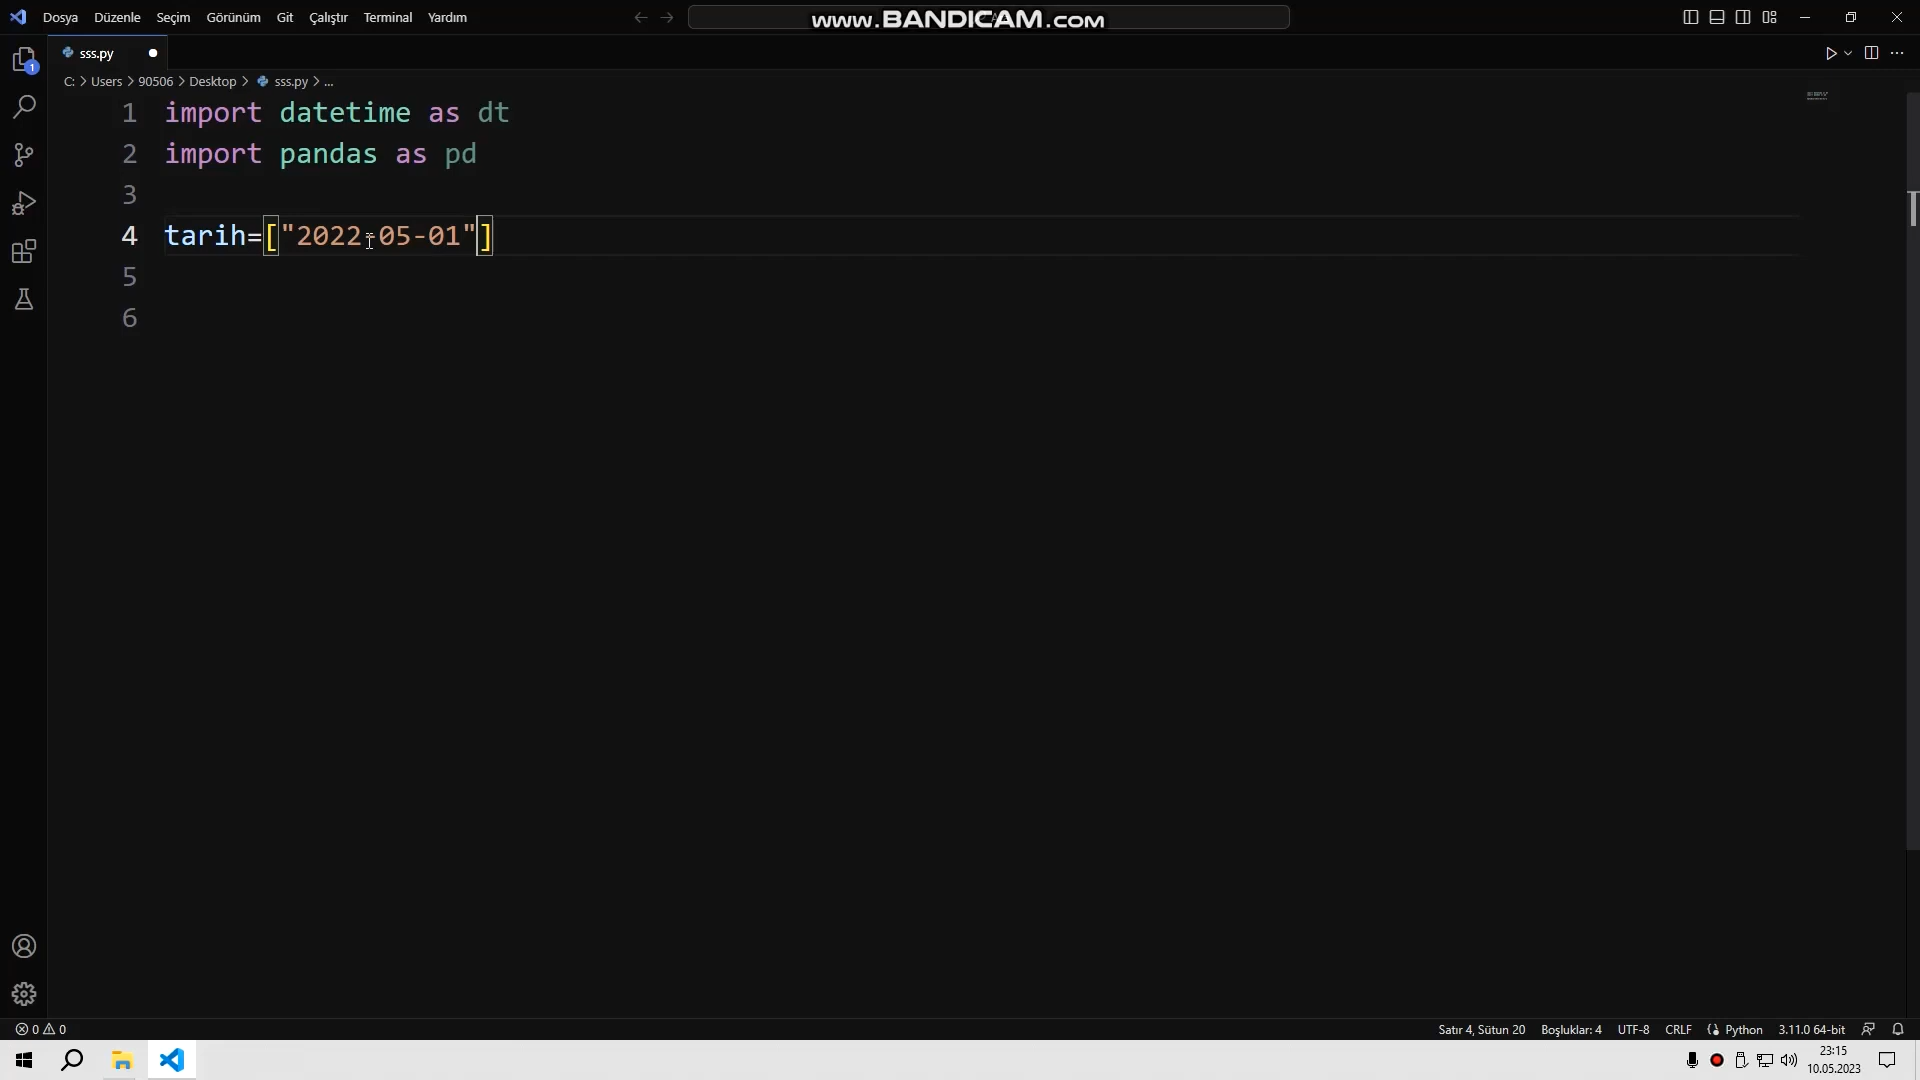 Dosya Düzenle Seçim Görünüm Git Çalıştır Terminal Yardım
www.BANDICAM.com
sss.py
C: > Users > 90506 > Desktop > sss.py > ...
1 import datetime as dt
2 import pandas as pd
3
4 tarih=["2022-05-01"]
5
6
1
0 0
Satır 4, Sütun 20 Boşluklar: 4 UTF-8 CRLF Python 3.11.0 64-bit
23:15
10.05.2023